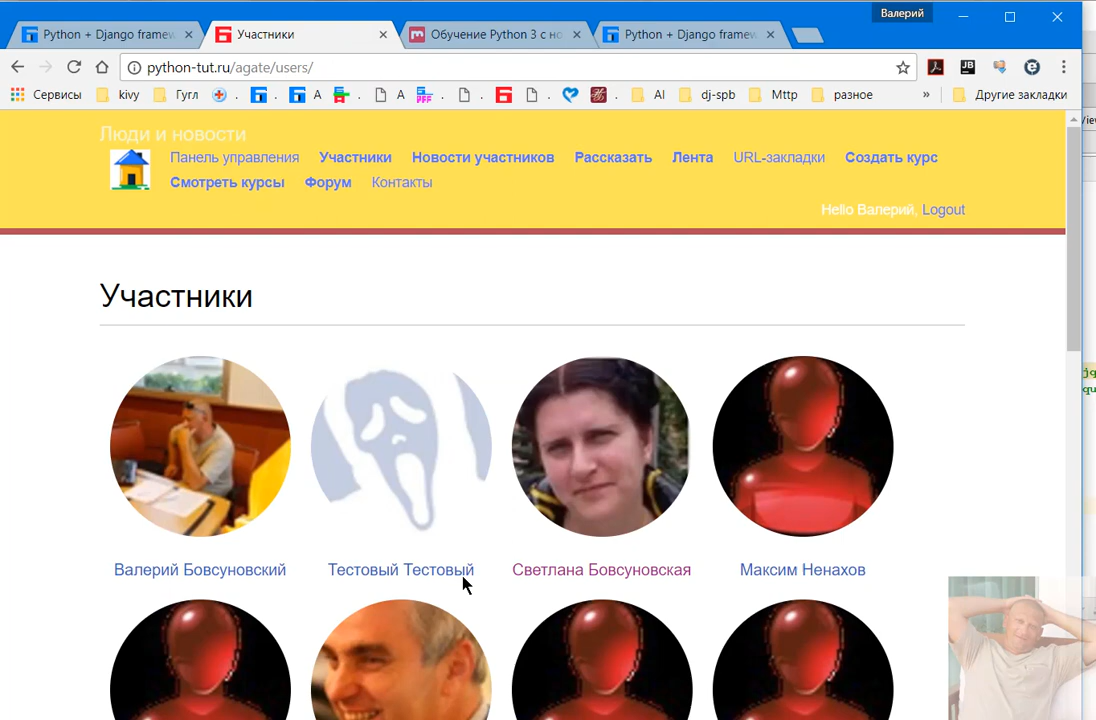 Валерий
Python + Django framew
Участники
Обучение Python 3 с но
Python + Django framew
python-tut.ru/agate/users/
Сервисы kivy Гугл . . A . A . . . AI dj-spb Mttp разное » Другие закладки
Люди и новости
Панель управления Участники Новости участников Рассказать Лента URL-закладки Создать курс
Смотреть курсы Форум Контакты
Hello Валерий, Logout
Участники
Валерий Бовсуновский Тестовый Тестовый Светлана Бовсуновская Максим Ненахов